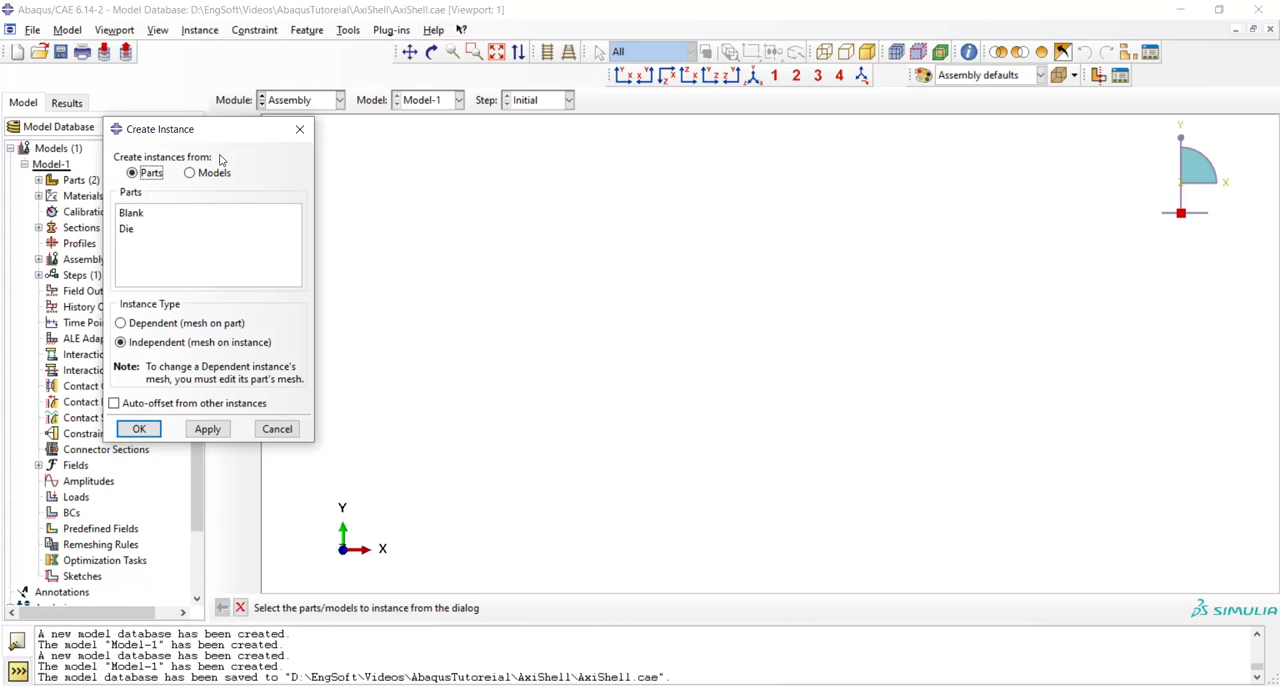 Abaqus/CAE 6.14-2 - Model Database: D:\EngSoft\Videos\AbaqusTutoreial\AxiShell\AxiShell.cae [Viewport: 1]
File Model Viewport View Instance Constraint Feature Tools Plug-ins Help
All
1 2 3 4 Assembly defaults
Model Results Module: Assembly Model: Model-1 Step: Initial
Model Database
Models (1)
Model-1
Parts (2)
Materials
Calibratio
Sections
Profiles
Assembly
Steps (1)
Field Out
History O
Time Poi
ALE Adap
Interactio
Interactio
Contact
Contact I
Contact S
Constrai
Connector Sections
Fields
Amplitudes
Loads
BCs
Predefined Fields
Remeshing Rules
Optimization Tasks
Sketches
Annotations
Create Instance
Create instances from:
Parts Models
Parts
Blank
Die
Instance Type
Dependent (mesh on part)
Independent (mesh on instance)
Note: To change a Dependent instance's
mesh, you must edit its part's mesh.
Auto-offset from other instances
OK Apply Cancel
Y
X
Z
Y
X
Select the parts/models to instance from the dialog
SIMULIA
A new model database has been created.
The model "Model-1" has been created.
A new model database has been created.
The model "Model-1" has been created.
The model database has been saved to "D:\EngSoft\Videos\AbaqusTutoreial\AxiShell\AxiShell.cae".